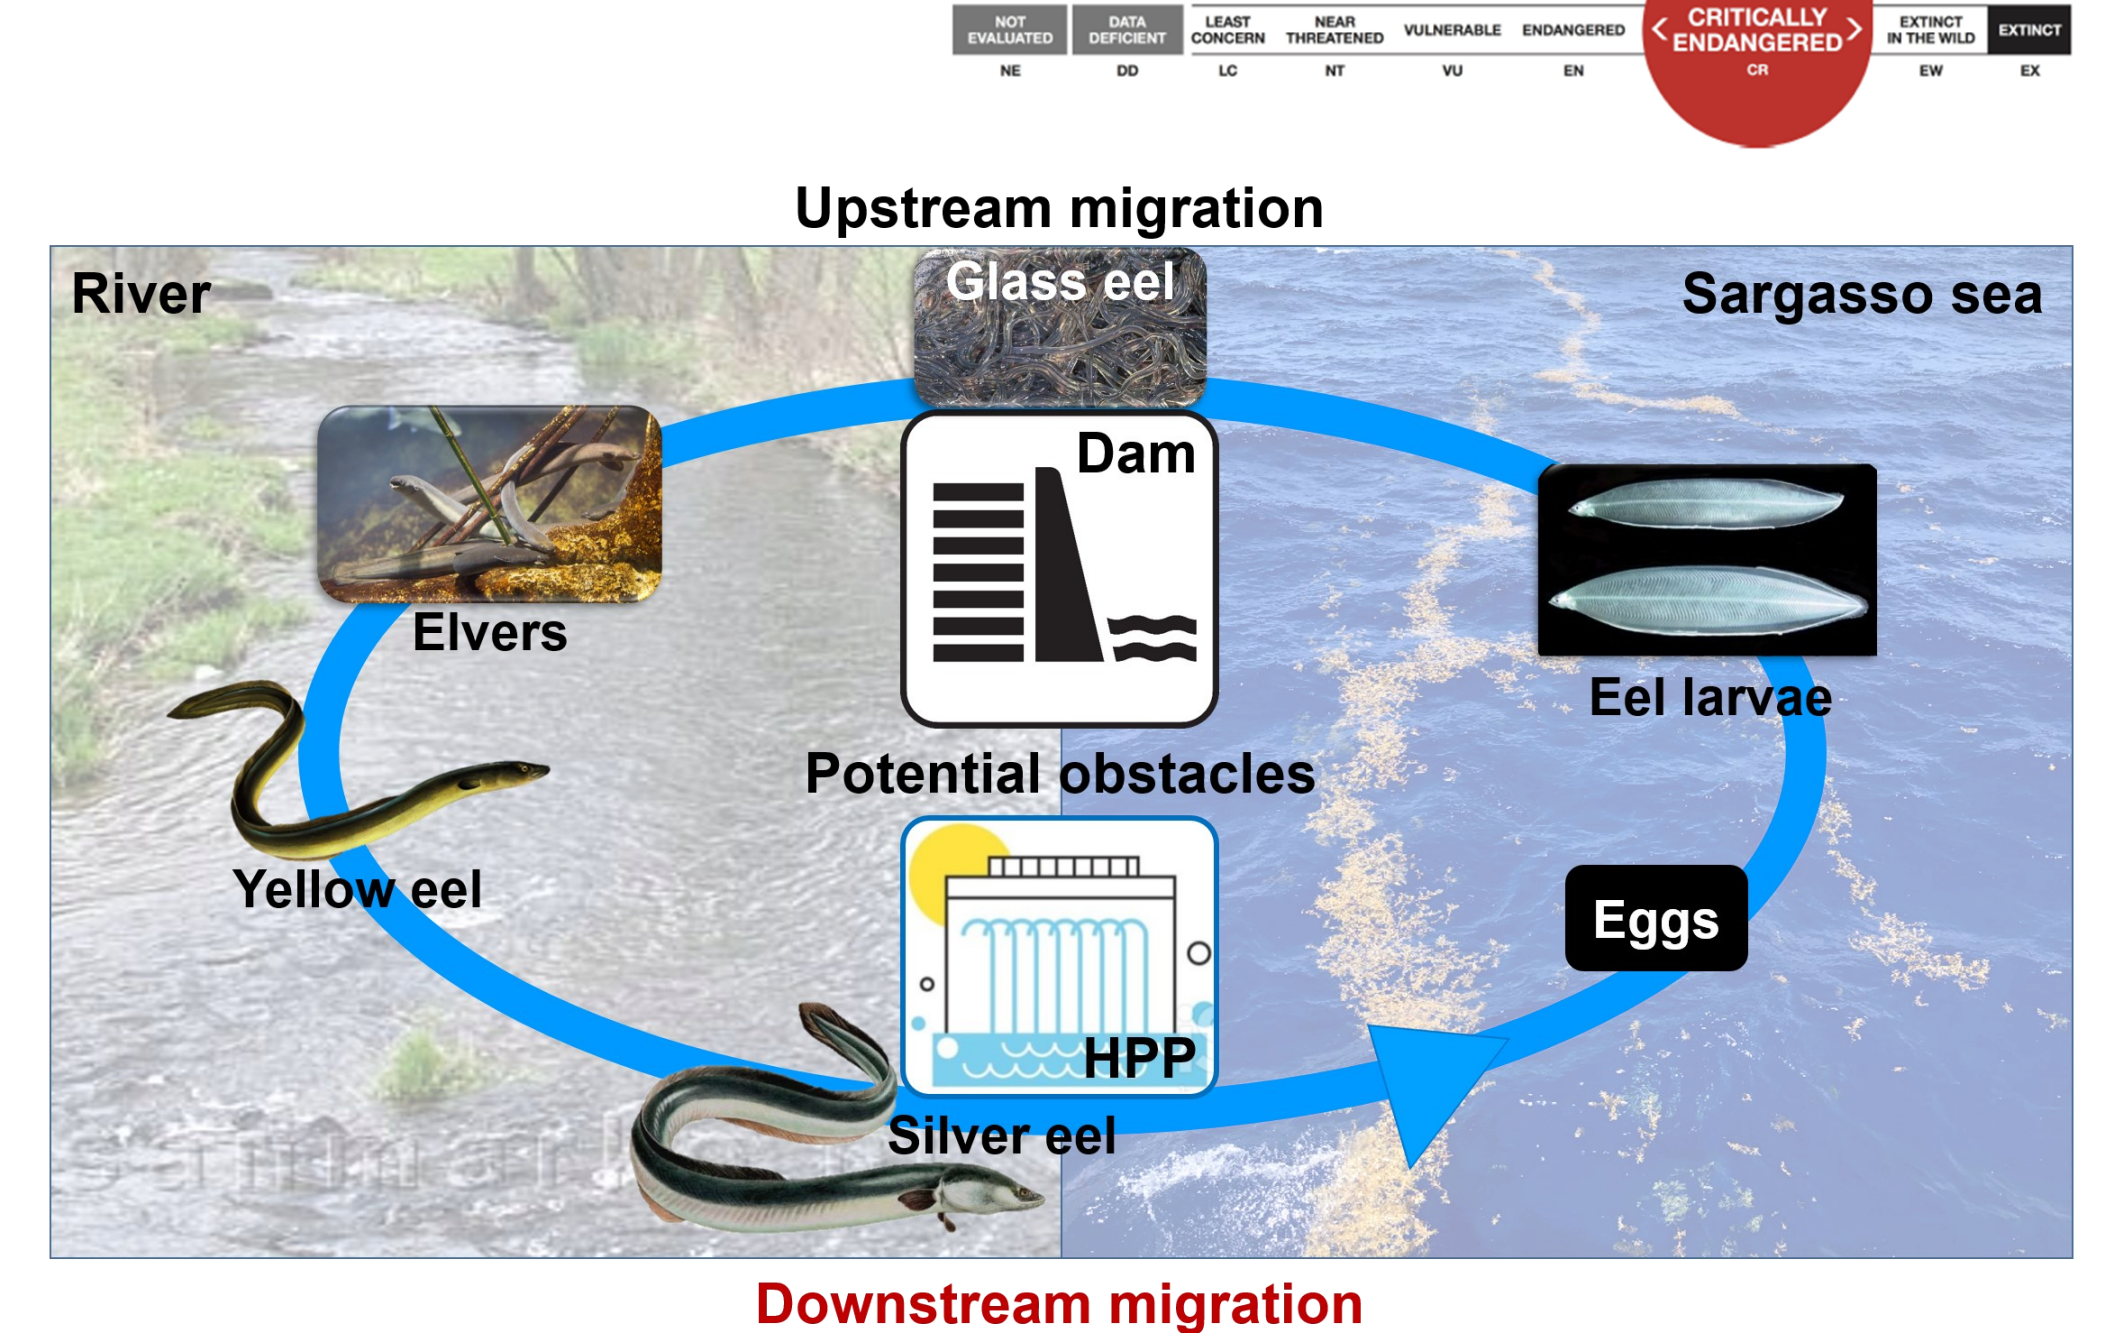 NOT EVALUATED
DATA DEFICIENT
LEAST CONCERN
NEAR THREATENED
VULNERABLE
ENDANGERED
< CRITICALLY ENDANGERED >
EXTINCT IN THE WILD
EXTINCT
NE
DD
LC
NT
VU
EN
CR
EW
EX
Upstream migration
River
Glass eel
Sargasso sea
Dam
Elvers
Eel larvae
Potential obstacles
Yellow eel
Eggs
HPP
Silver eel
Downstream migration